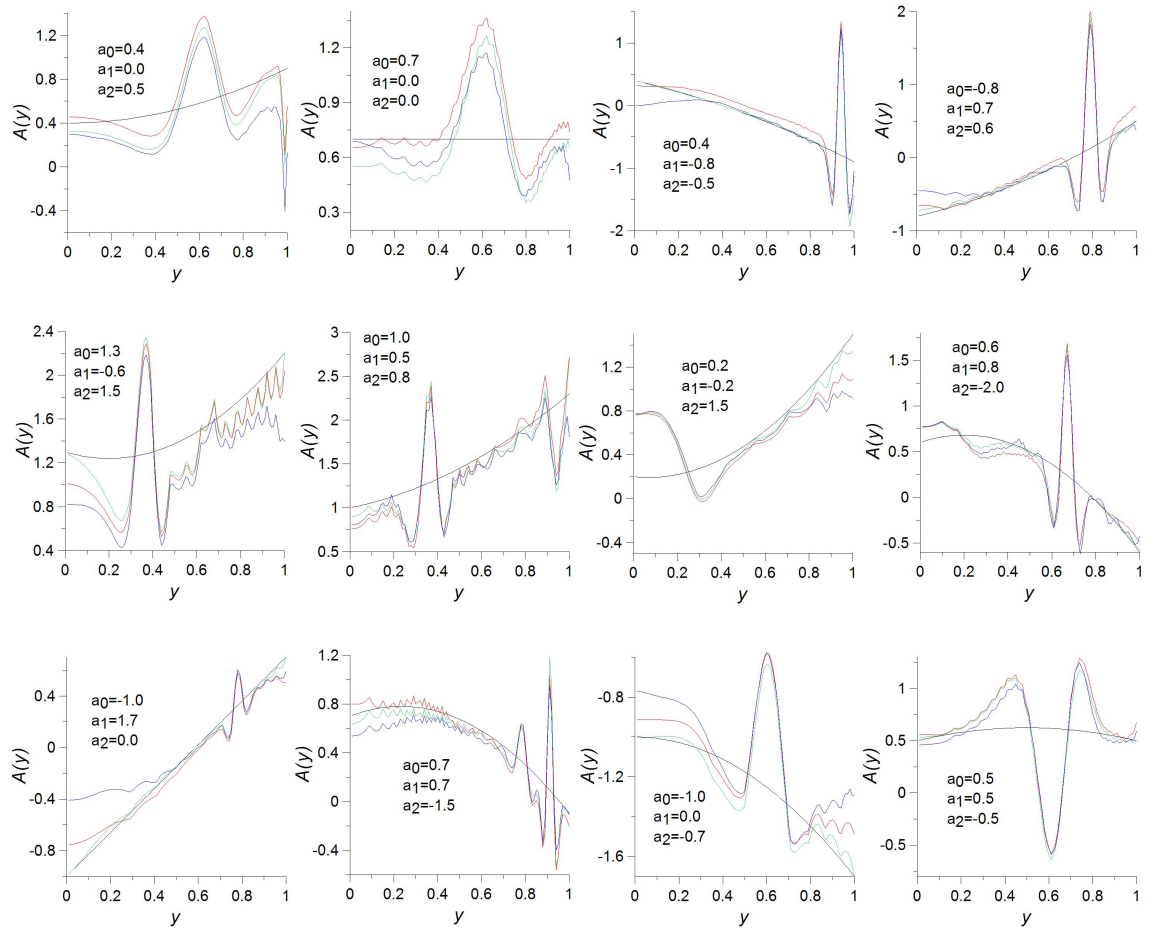 A(y)
1.2
0.8
0.4
0
-0.4
a0=0.4
a1=0.0
a2=0.5
0 0.2 0.4 0.6 0.8 1
y
A(y)
1.2
0.9
0.6
0.3
a0=0.7
a1=0.0
a2=0.0
0 0.2 0.4 0.6 0.8 1
y
A(y)
1
0
-1
-2
a0=0.4
a1=-0.8
a2=-0.5
0 0.2 0.4 0.6 0.8 1
y
A(y)
2
1
0
-1
a0=-0.8
a1=0.7
a2=0.6
0 0.2 0.4 0.6 0.8 1
y
A(y)
2.4
2
1.6
1.2
0.8
0.4
a0=1.3
a1=-0.6
a2=1.5
0 0.2 0.4 0.6 0.8 1
y
A(y)
3
2.5
2
1.5
1
0.5
a0=1.0
a1=0.5
a2=0.8
0 0.2 0.4 0.6 0.8 1
y
A(y)
1.2
0.8
0.4
0
-0.4
a0=0.2
a1=-0.2
a2=1.5
0 0.2 0.4 0.6 0.8 1
y
A(y)
1.5
1
0.5
0
-0.5
a0=0.6
a1=0.8
a2=-2.0
0 0.2 0.4 0.6 0.8 1
y
A(y)
0.4
0
-0.4
-0.8
a0=-1.0
a1=1.7
a2=0.0
0 0.2 0.4 0.6 0.8 1
y
A(y)
1.2
0.8
0.4
0
-0.4
a0=0.7
a1=0.7
a2=-1.5
0 0.2 0.4 0.6 0.8 1
y
A(y)
-0.8
-1.2
-1.6
a0=-1.0
a1=0.0
a2=-0.7
0 0.2 0.4 0.6 0.8 1
y
A(y)
1
0.5
0
-0.5
a0=0.5
a1=0.5
a2=-0.5
0 0.2 0.4 0.6 0.8 1
y